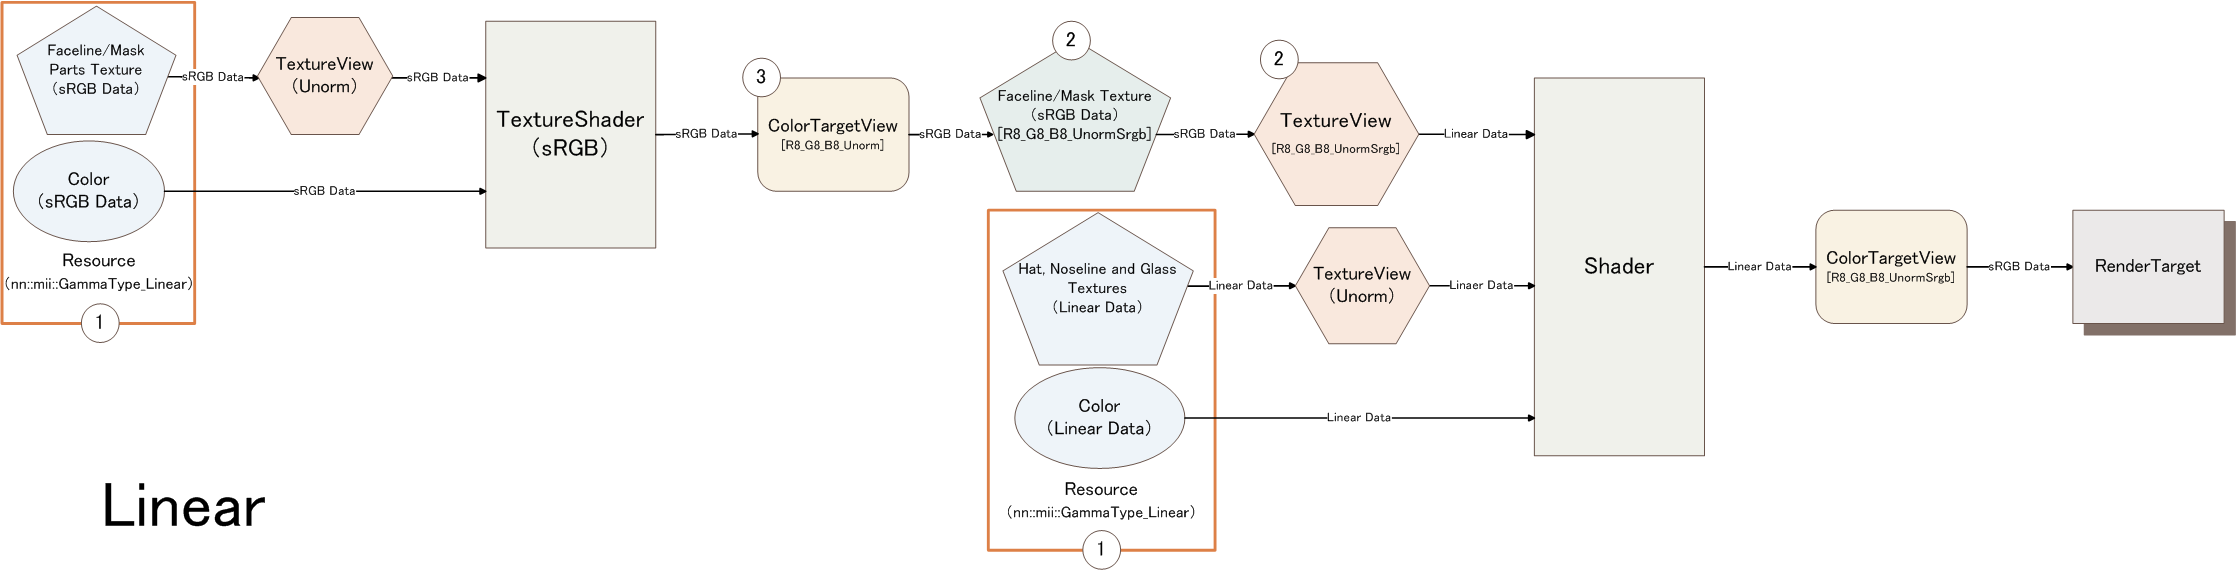 Faceline/Mask
Parts Texture
(sRGB Data)
sRGB Data
TextureView
(Unorm)
sRGB Data
Color
(sRGB Data)
sRGB Data
Resource
(nn::mii::GammaType_Linear)
1
TextureShader
(sRGB)
sRGB Data
3
ColorTargetView
[R8_G8_B8_Unorm]
sRGB Data
2
Faceline/Mask Texture
(sRGB Data)
[R8_G8_B8_UnormSrgb]
sRGB Data
2
TextureView
[R8_G8_B8_UnormSrgb]
Linear Data
Hat, Noseline and Glass
Textures
(Linear Data)
Linear Data
TextureView
(Unorm)
Linaer Data
Color
(Linear Data)
Linear Data
Resource
(nn::mii::GammaType_Linear)
1
Shader
Linear Data
ColorTargetView
[R8_G8_B8_UnormSrgb]
sRGB Data
RenderTarget
Linear